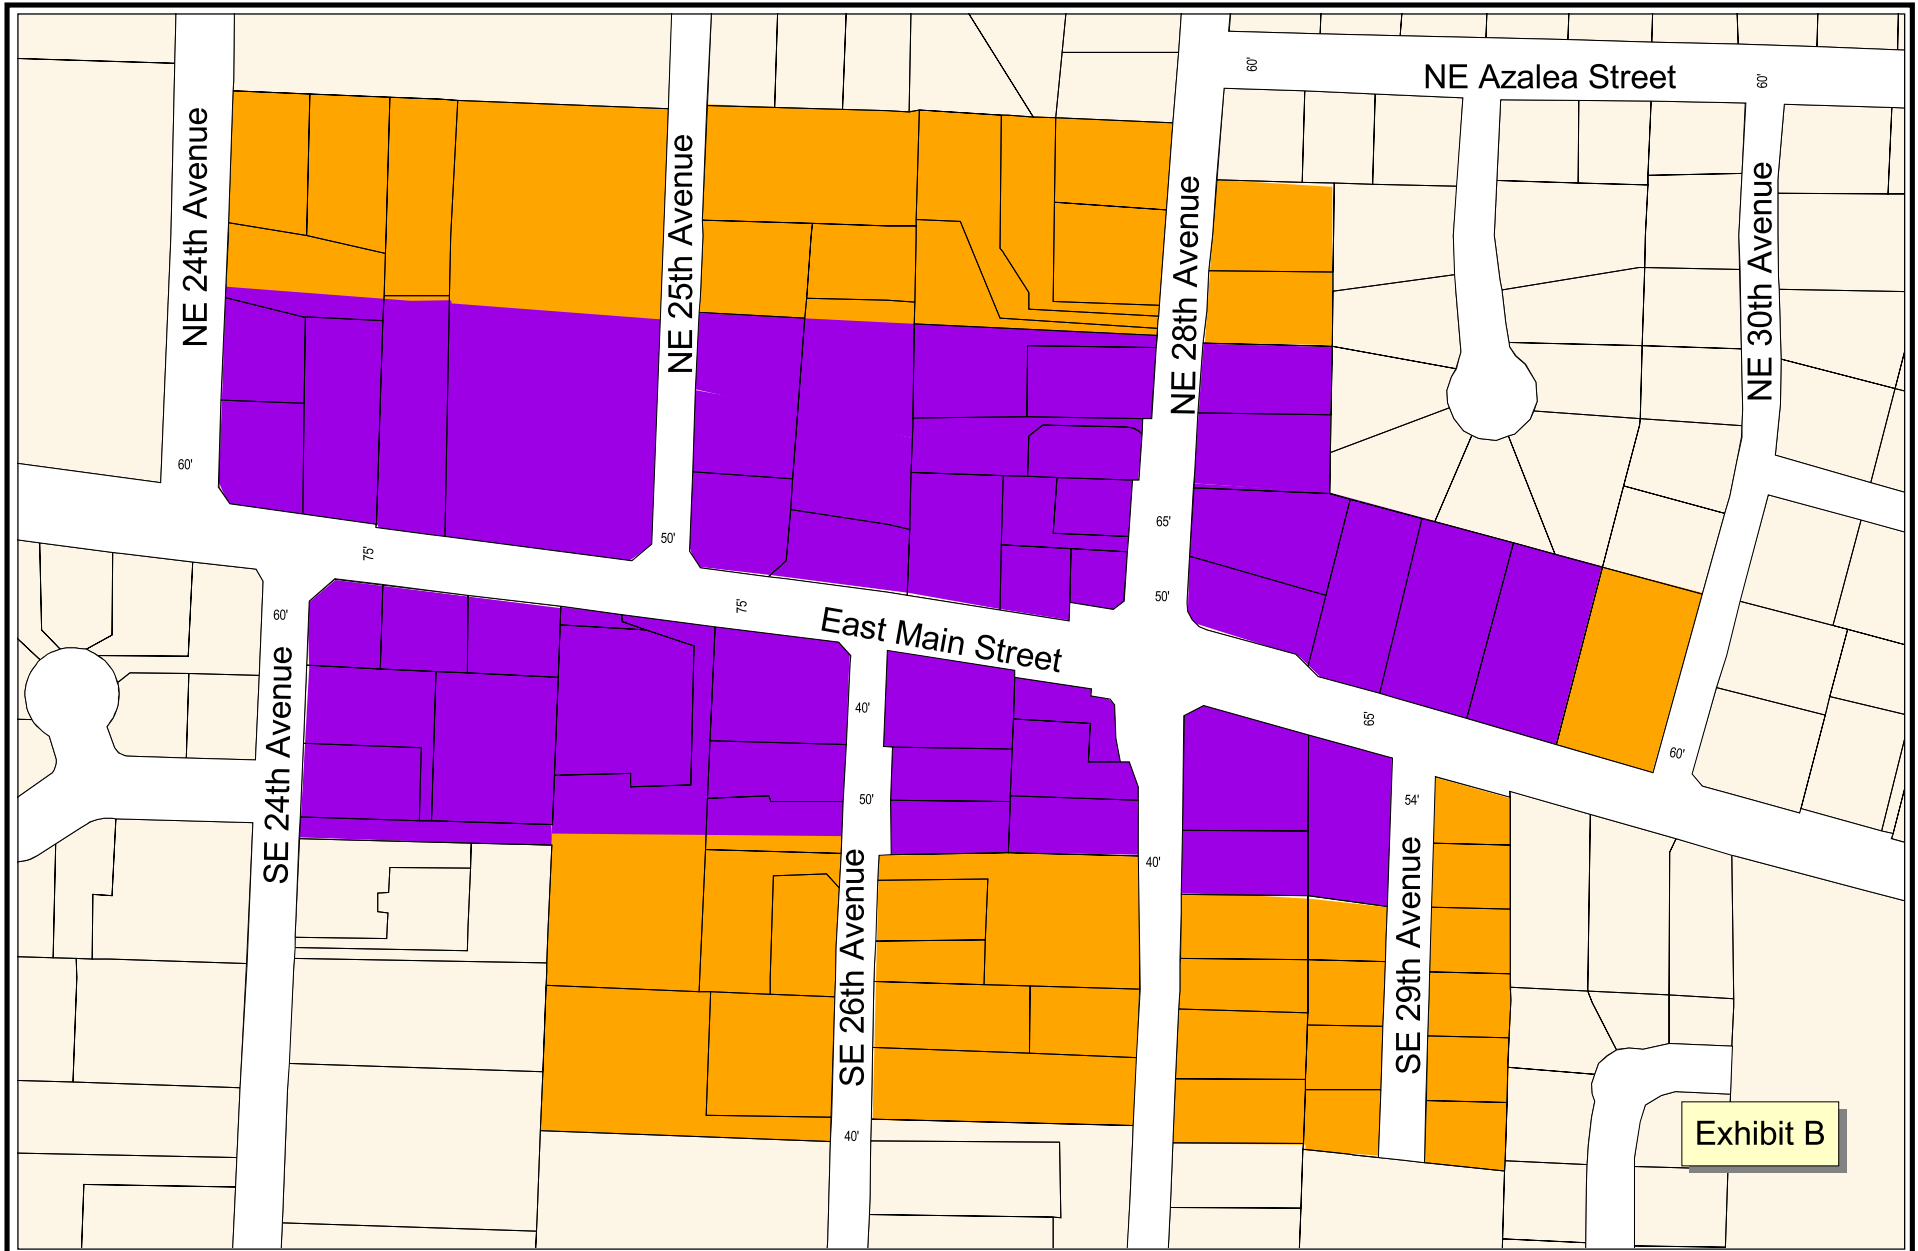 60'
NE Azalea Street
60'
NE 24th Avenue
NE 25th Avenue
NE 28th Avenue
NE 30th Avenue
60'
75'
50'
65'
50'
60'
75'
East Main Street
SE 24th Avenue
40'
65'
60'
50'
54'
40'
SE 26th Avenue
SE 29th Avenue
40'
Exhibit B